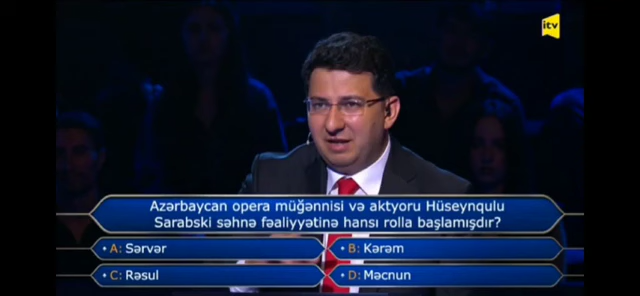 itv
Azərbaycan opera müğənnisi və aktyoru Hüseynqulu
Sarabski səhnə fəaliyyətinə hansı rolla başlamışdır?
A: Sərvər
B: Kərəm
C: Rəsul
D: Məcnun